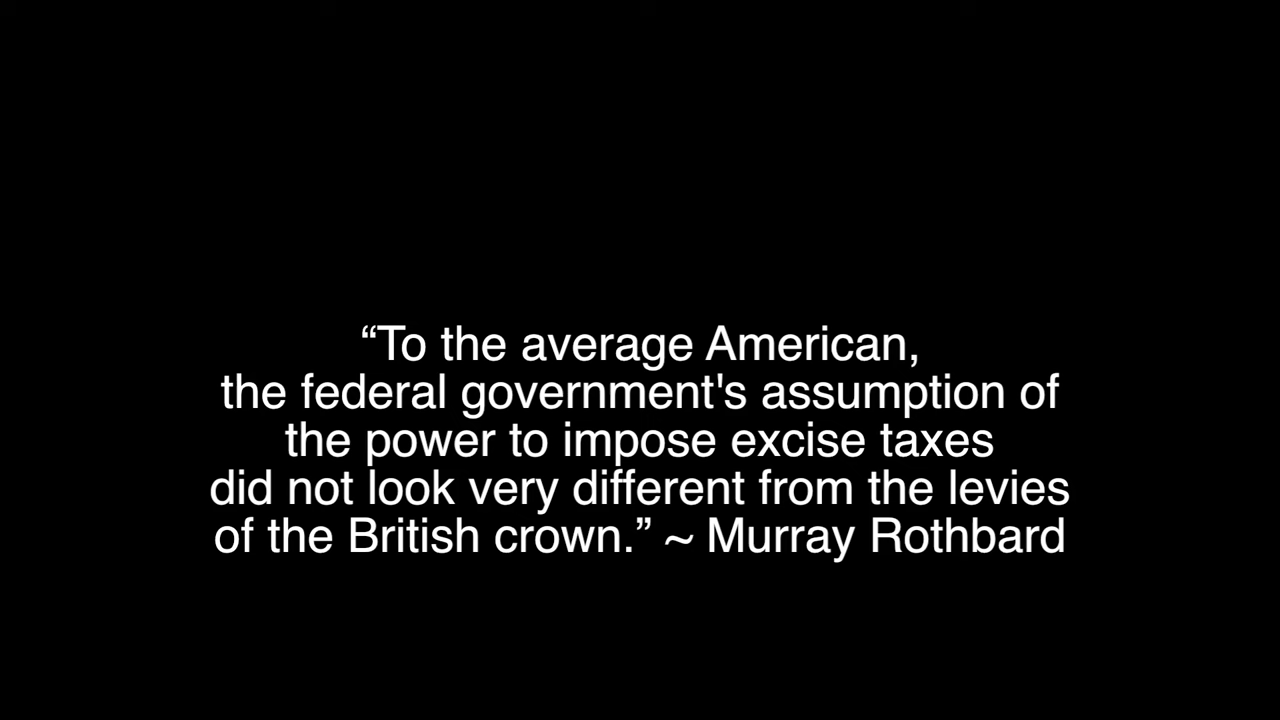 “To the average American,
the federal government's assumption of
the power to impose excise taxes
did not look very different from the levies
of the British crown.” ~ Murray Rothbard